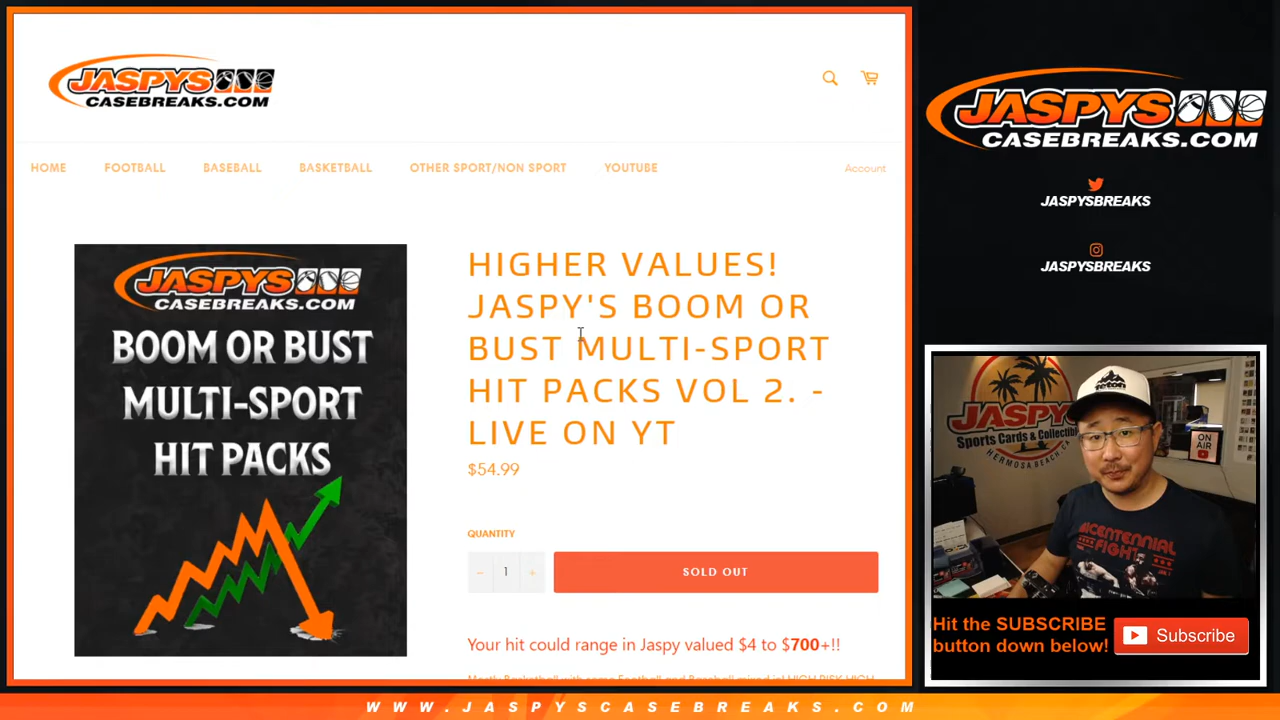 JASPYS
CASEBREAKS.COM
HOME FOOTBALL BASEBALL BASKETBALL OTHER SPORT/NON SPORT YOUTUBE Account
JASPYS
CASEBREAKS.COM
BOOM OR BUST
MULTI-SPORT
HIT PACKS
HIGHER VALUES!
JASPY'S BOOM OR
BUST MULTI-SPORT
HIT PACKS VOL 2. -
LIVE ON YT
$54.99
QUANTITY
− 1 +
SOLD OUT
Your hit could range in Jaspy valued $4 to $700+!!
JASPYS
CASEBREAKS.COM
JASPYSBREAKS
JASPYSBREAKS
JASPYS
Sports Cards & Collectibles
HERMOSA BEACH, CA
TETON
ON
AIR
BICENTENNIAL
FIGHT
Hit the SUBSCRIBE
button down below!
Subscribe
WWW.JASPYSCASEBREAKS.COM